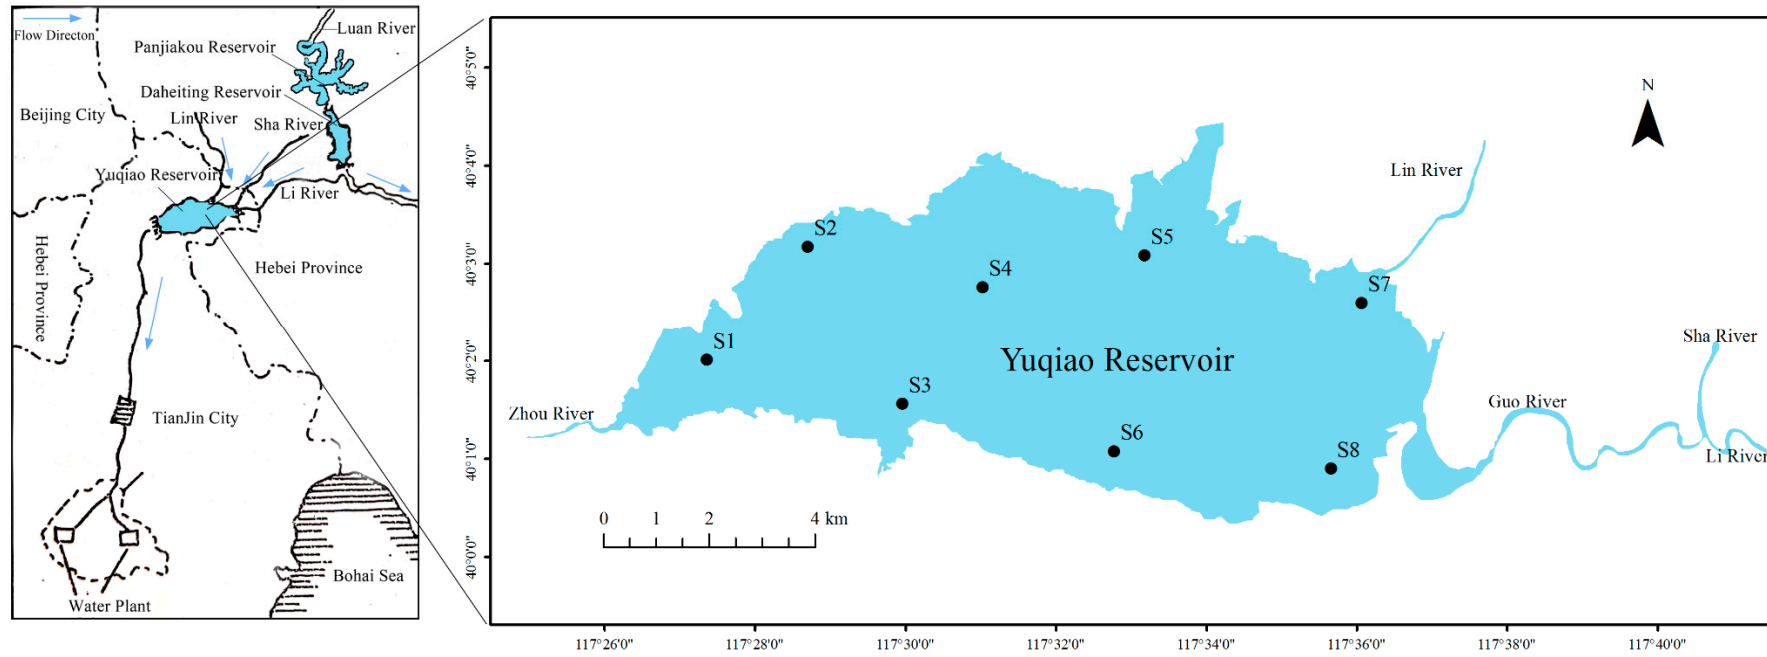 Flow Directon
Luan River
Panjiakou Reservoir
Daheiting Reservoir
Beijing City
Lin River
Sha River
Yuqiao Reservoir
Li River
Hebei Province
Hebei Province
TianJin City
Bohai Sea
Water Plant
40°5'0"
40°4'0"
40°3'0"
40°2'0"
40°1'0"
40°0'0"
N
Lin River
S2
S5
S4
S7
S1
Yuqiao Reservoir
Sha River
S3
Guo River
Zhou River
S6
S8
Li River
0 1 2 4 km
117°26'0" 117°28'0" 117°30'0" 117°32'0" 117°34'0" 117°36'0" 117°38'0" 117°40'0"